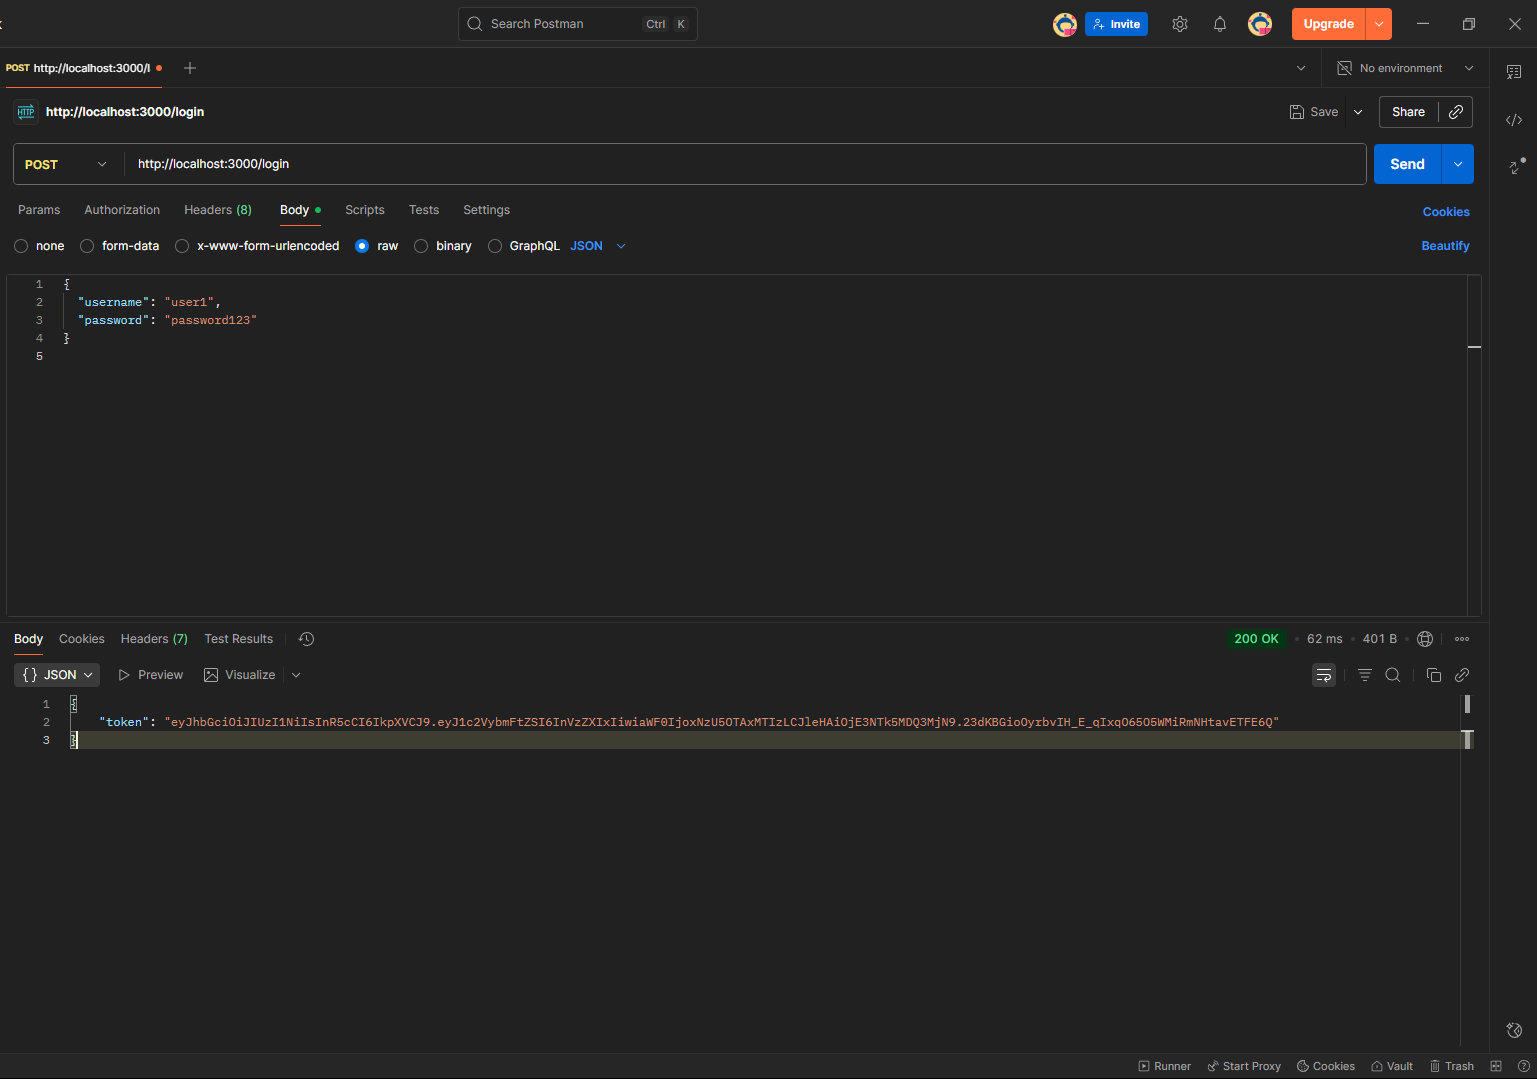 Search Postman Ctrl K
Invite
Upgrade
POST http://localhost:3000/l
No environment
HTTP http://localhost:3000/login
Save
Share
POST http://localhost:3000/login
Send
Params Authorization Headers (8) Body Scripts Tests Settings
Cookies
none form-data x-www-form-urlencoded raw binary GraphQL JSON
Beautify
1 {
2 "username": "user1",
3 "password": "password123"
4 }
5
Body Cookies Headers (7) Test Results
200 OK • 62 ms • 401 B
{} JSON Preview Visualize
1 {
2 "token": "eyJhbGciOiJIUzI1NiIsInR5cCI6IkpXVCJ9.eyJ1c2VybmFtZSI6InVzZXIxIiwiaWF0IjoxNzU5OTAxMTIzLCJleHAiOjE3NTk5MDQ3MjN9.23dKBGioOyrbvIH_E_qIxqO65O5WMiRmNHtavETFE6Q"
3 }
Runner Start Proxy Cookies Vault Trash